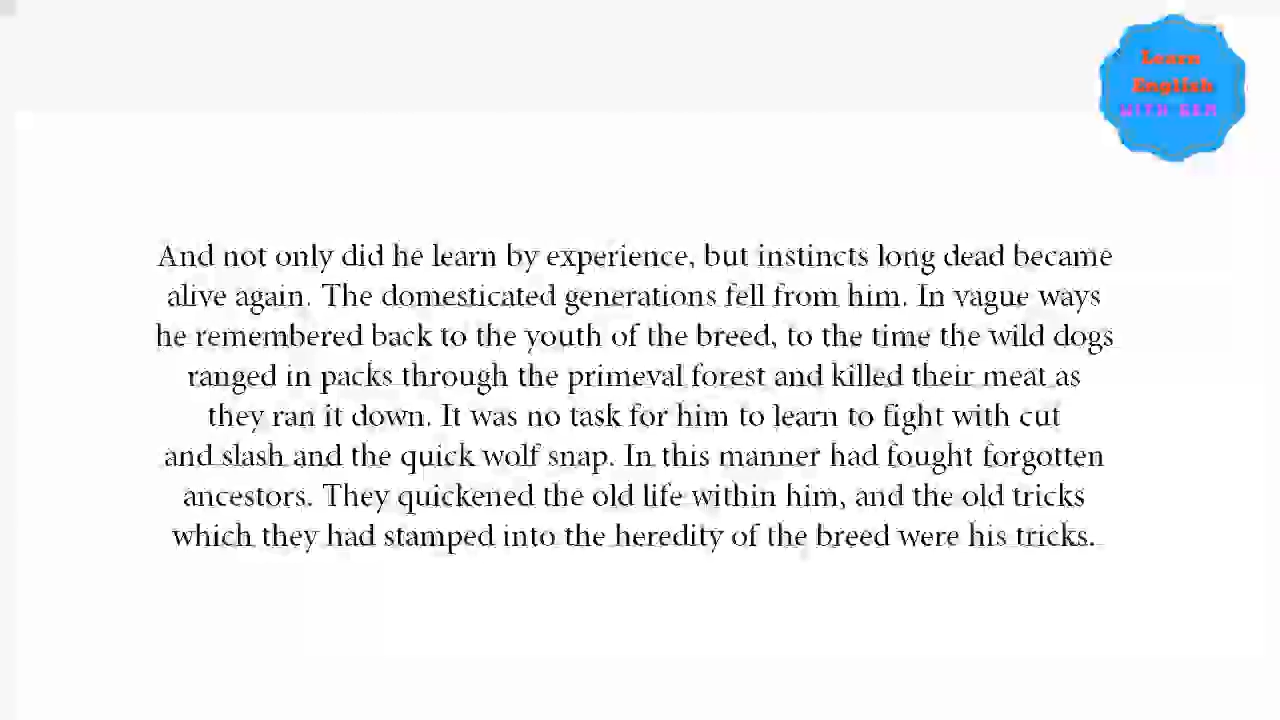 Learn
English
WITH GEM
And not only did he learn by experience, but instincts long dead became
alive again. The domesticated generations fell from him. In vague ways
he remembered back to the youth of the breed, to the time the wild dogs
ranged in packs through the primeval forest and killed their meat as
they ran it down. It was no task for him to learn to fight with cut
and slash and the quick wolf snap. In this manner had fought forgotten
ancestors. They quickened the old life within him, and the old tricks
which they had stamped into the heredity of the breed were his tricks.